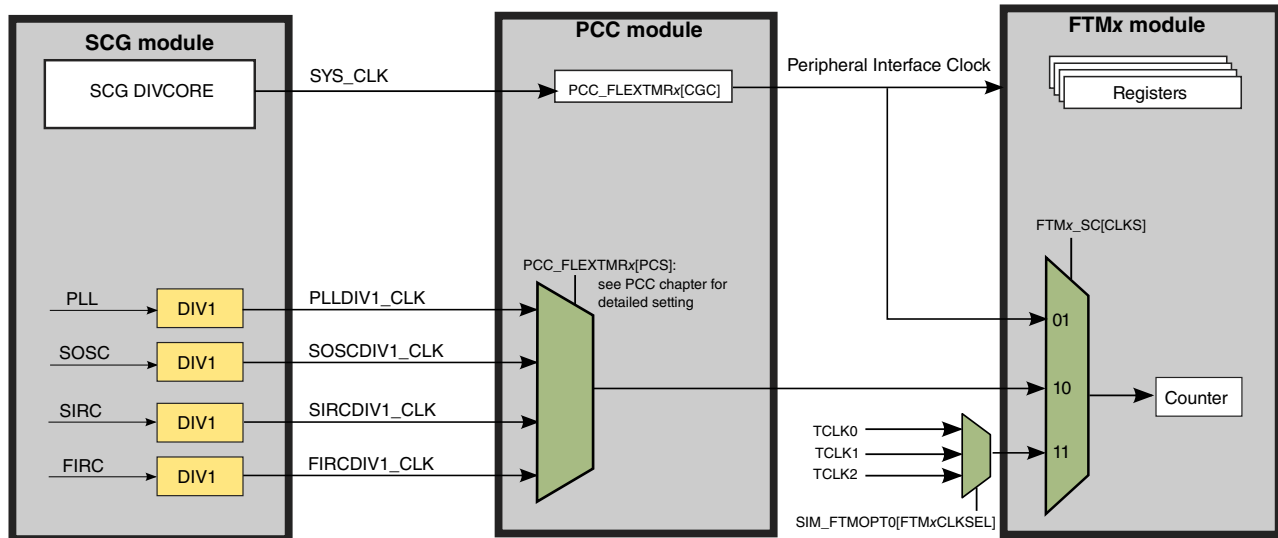 SCG module
PCC module
FTMx module
SCG DIVCORE
SYS_CLK
PCC_FLEXTMRx[CGC]
Peripheral Interface Clock
Registers
FTMx_SC[CLKS]
PCC_FLEXTMRx[PCS]:
see PCC chapter for
detailed setting
PLL
DIV1
PLLDIV1_CLK
01
SOSC
DIV1
SOSCDIV1_CLK
10
Counter
SIRC
DIV1
SIRCDIV1_CLK
TCLK0
TCLK1
TCLK2
11
FIRC
DIV1
FIRCDIV1_CLK
SIM_FTMOPT0[FTMxCLKSEL]